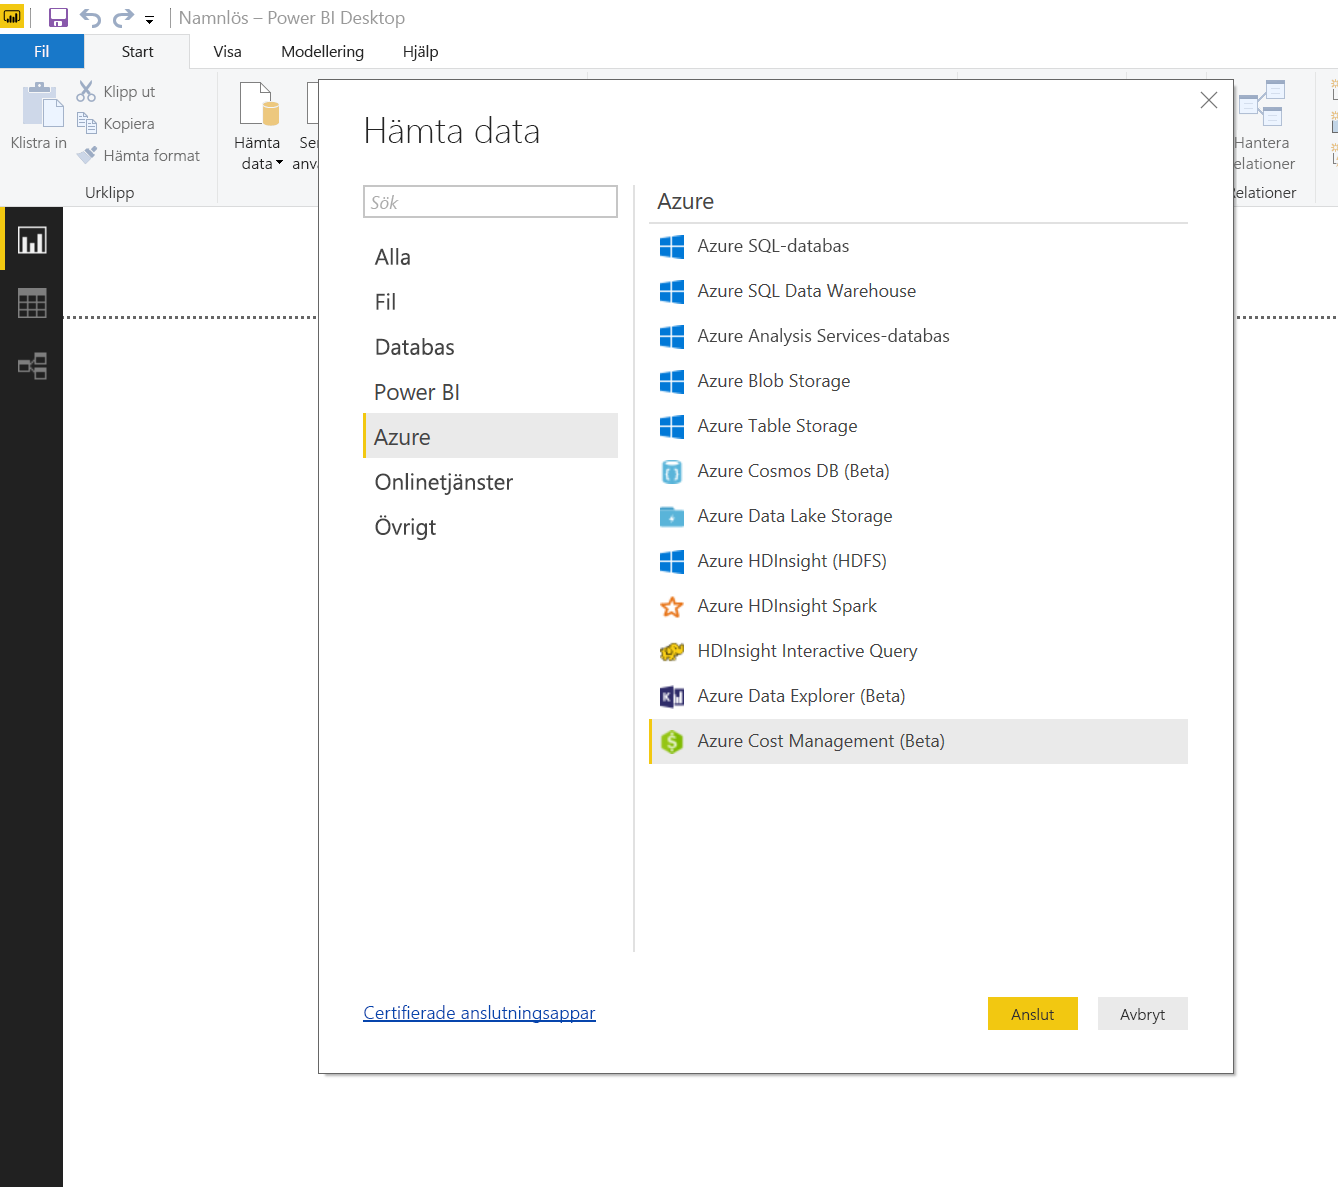 Namnlös – Power BI Desktop
Fil
Start
Visa
Modellering
Hjälp
Klistra in
Klipp ut
Kopiera
Hämta format
Urklipp
Hämta
data
Hantera
Hämta data
Sök
Alla
Fil
Databas
Power BI
Azure
Onlinetjänster
Övrigt
Azure
Azure SQL-databas
Azure SQL Data Warehouse
Azure Analysis Services-databas
Azure Blob Storage
Azure Table Storage
Azure Cosmos DB (Beta)
Azure Data Lake Storage
Azure HDInsight (HDFS)
Azure HDInsight Spark
HDInsight Interactive Query
Azure Data Explorer (Beta)
Azure Cost Management (Beta)
Certifierade anslutningsappar
Anslut
Avbryt